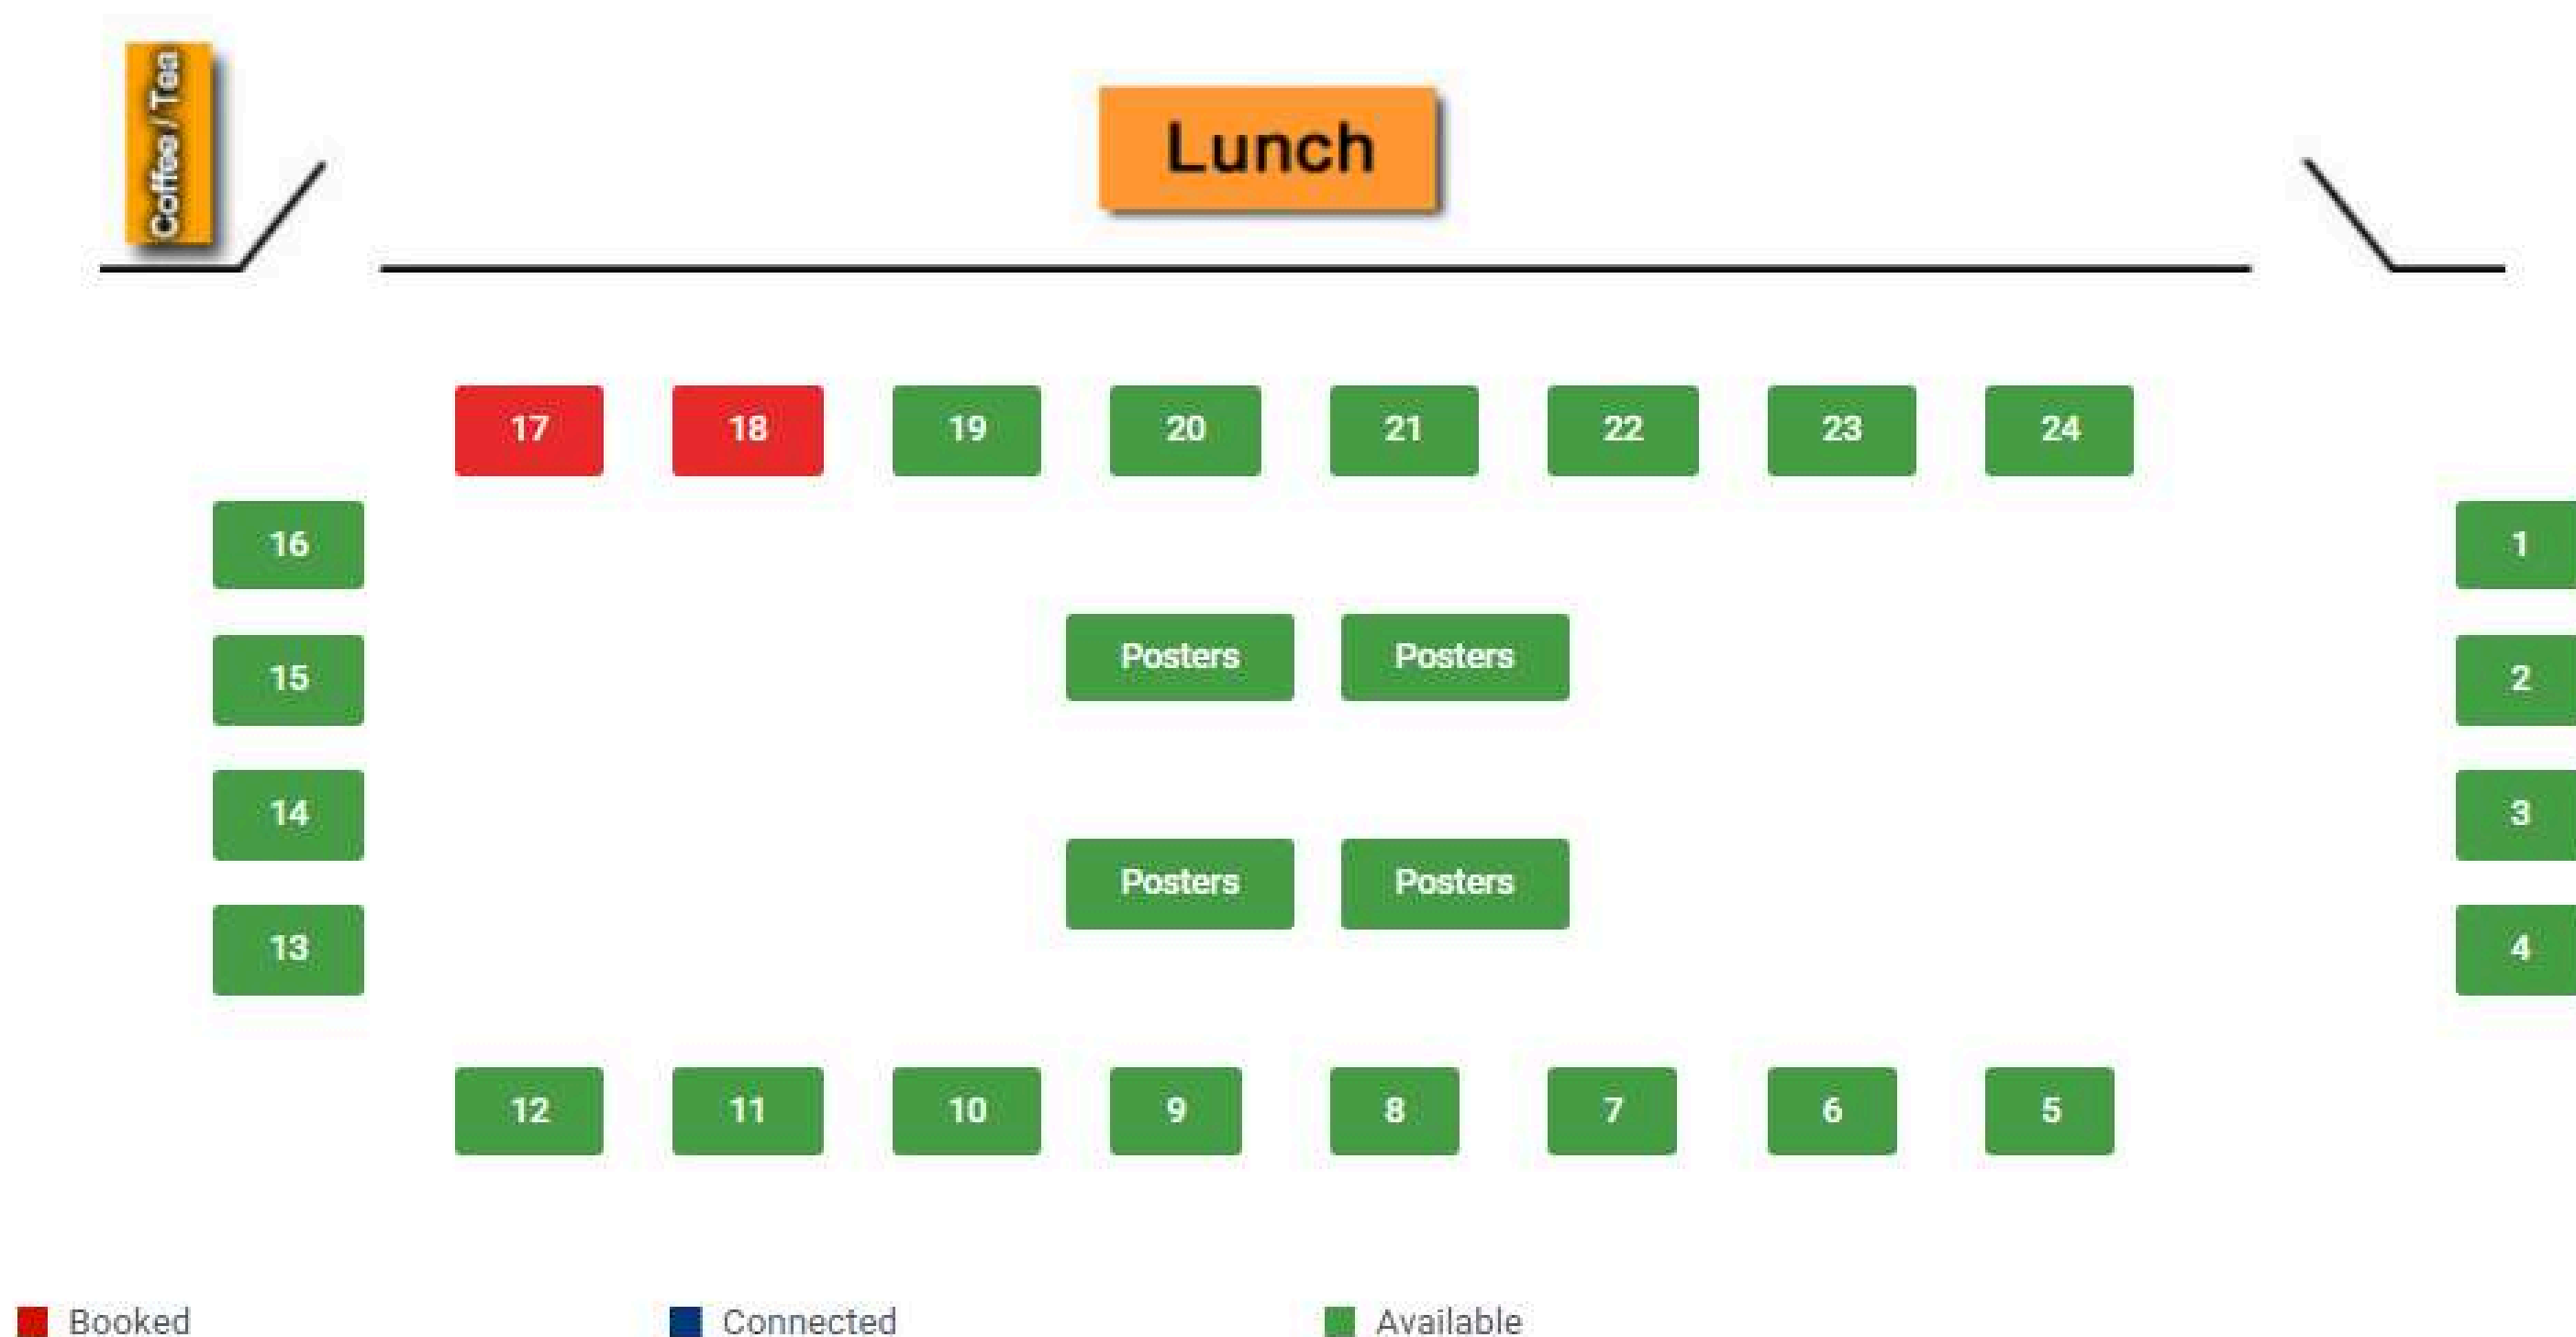 Coffee / Tea
Lunch
17 18 19 20 21 22 23 24
16 1
Posters Posters
15 2
14 3
Posters Posters
13 4
12 11 10 9 8 7 6 5
Booked Connected Available